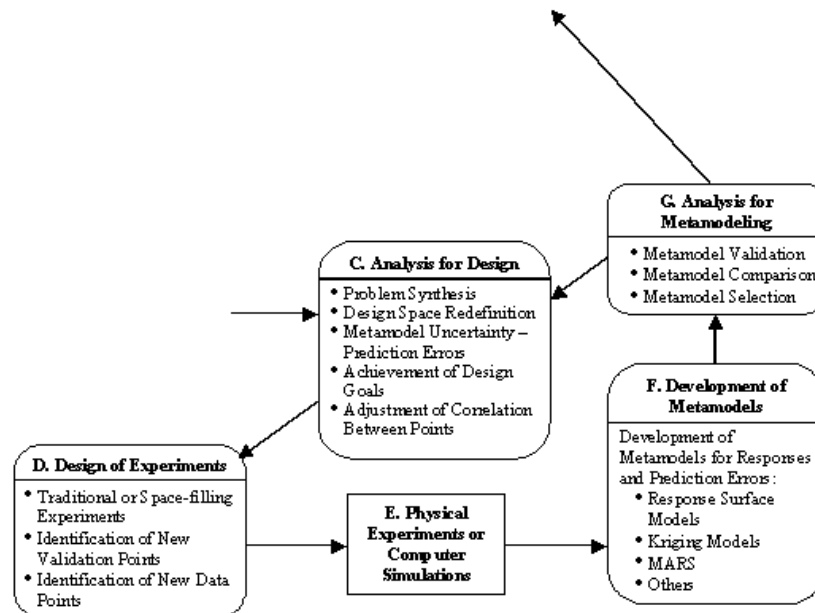 G. Analysis for
Metamodeling
• Metamodel Validation
• Metamodel Comparison
• Metamodel Selection
C. Analysis for Design
• Problem Synthesis
• Design Space Redefinition
• Metamodel Uncertainty –
Prediction Errors
• Achievement of Design
Goals
• Adjustment of Correlation
Between Points
D. Design of Experiments
• Traditional or Space-filling
Experiments
• Identification of New
Validation Points
• Identification of New Data
Points
E. Physical
Experiments or
Computer
Simulations
F. Development of
Metamodels
Development of
Metamodels for Responses
and Prediction Errors:
• Response Surface
Models
• Kriging Models
• MARS
• Others